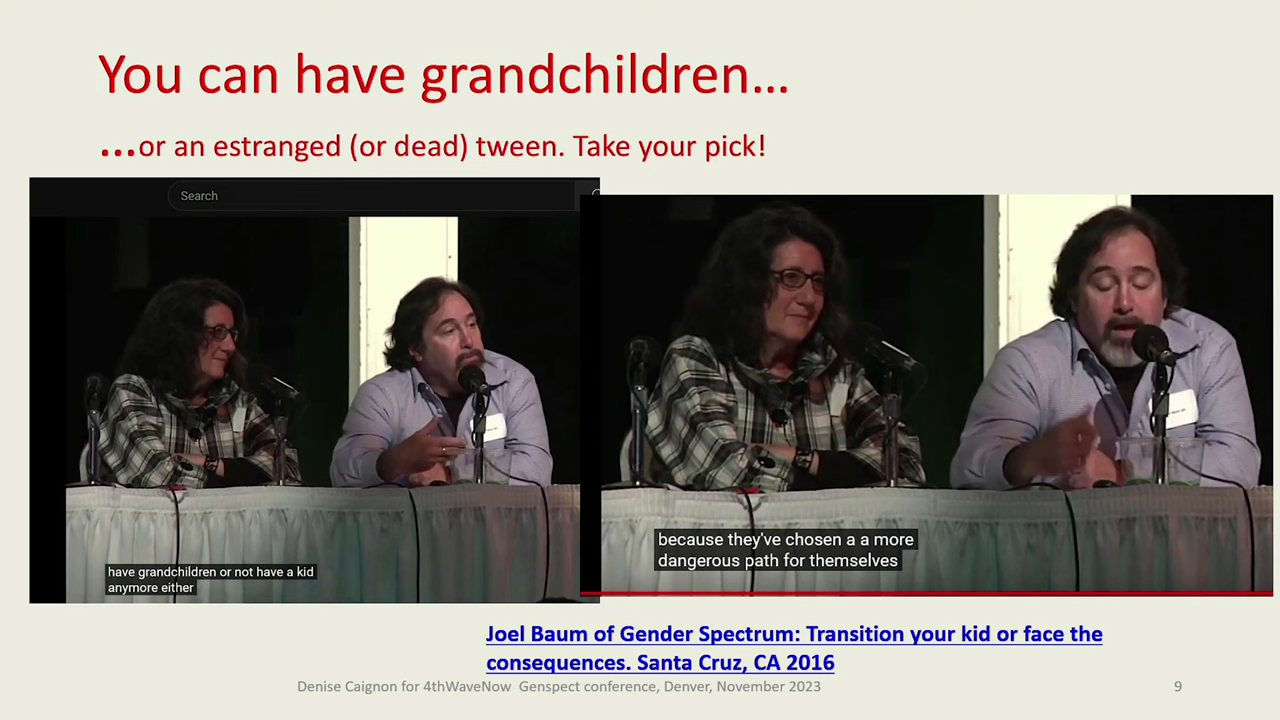 You can have grandchildren…
…or an estranged (or dead) tween. Take your pick!
Search
have grandchildren or not have a kid
anymore either
because they've chosen a a more
dangerous path for themselves
Joel Baum of Gender Spectrum: Transition your kid or face the
consequences. Santa Cruz, CA 2016
Denise Caignon for 4thWaveNow  Genspect conference, Denver, November 2023
9